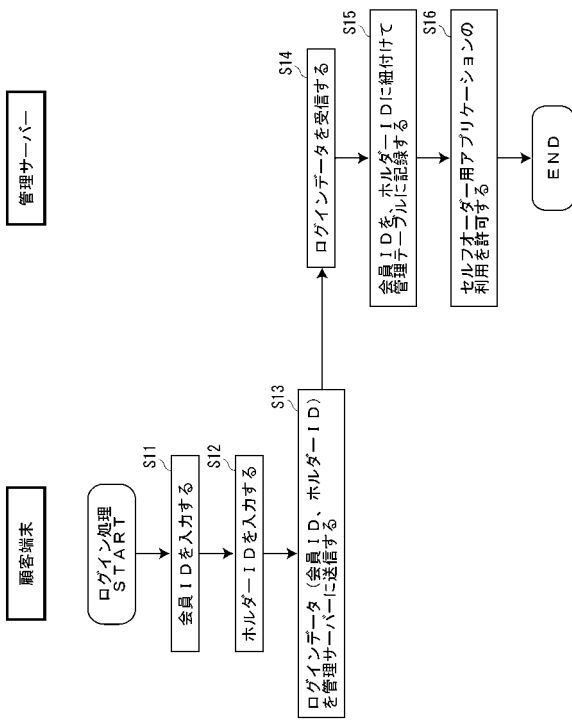 顧客端末
管理サーバー
ログイン処理
START
S11
会員IDを入力する
S12
ホルダーIDを入力する
S13
ログインデータ(会員ID、ホルダーID)
を管理サーバーに送信する
S14
ログインデータを受信する
S15
会員IDを、ホルダーIDに紐付けて
管理テーブルに記録する
S16
セルフオーダー用アプリケーションの
利用を許可する
END